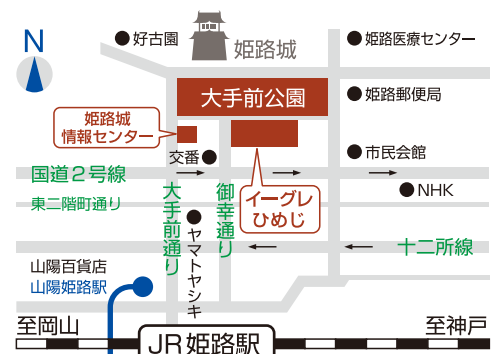 N
好古園
姫路城
姫路医療センター
大手前公園
姫路郵便局
姫路城
情報センター
交番
市民会館
国道2号線
イーグレ
ひめじ
NHK
東二階町通り
大手前通り
御幸通り
ヤマトヤシキ
十二所線
山陽百貨店
山陽姫路駅
至岡山
至神戸
JR姫路駅